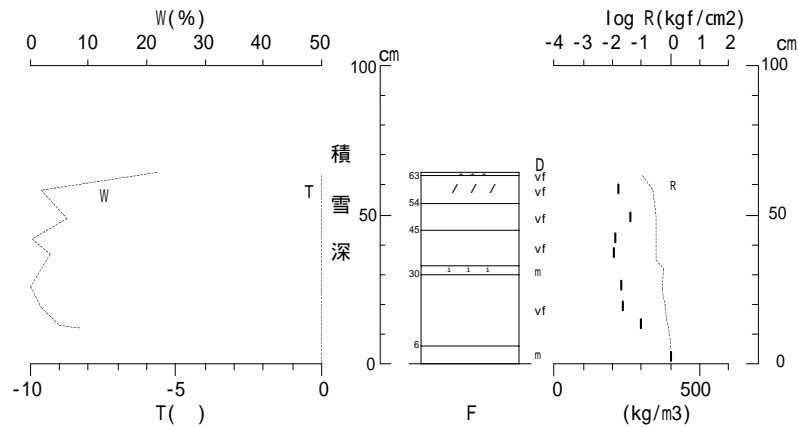 W(%)
0 10 20 30 40 50
log R(kgf/cm2)
-4 -3 -2 -1 0 1 2
cm
100
cm
100
積
雪
深
W
T
D
63
vf
vf
54
R
50
50
vf
45
vf
30
i i i
m
vf
6
m
0
0
-10 -5 0
T( )
F
0 500
(kg/m3)